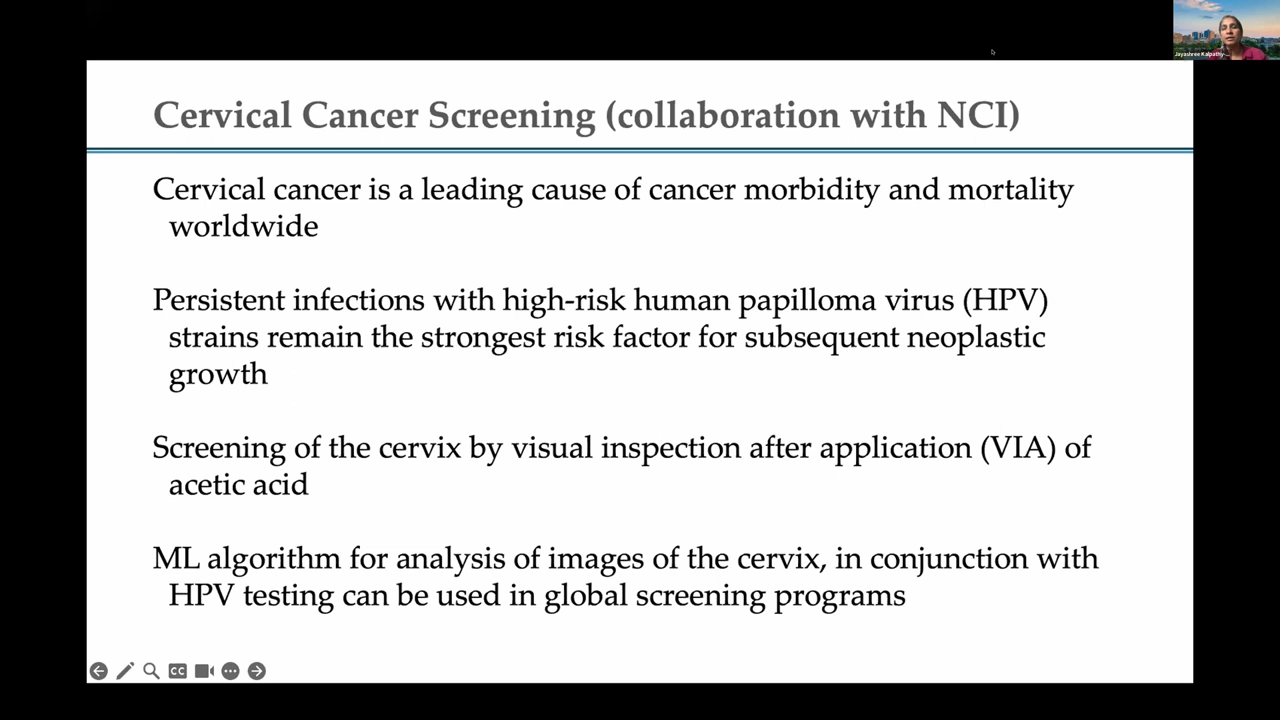 Jayashree Kalpathy-...
Cervical Cancer Screening (collaboration with NCI)
Cervical cancer is a leading cause of cancer morbidity and mortality
worldwide
Persistent infections with high-risk human papilloma virus (HPV)
strains remain the strongest risk factor for subsequent neoplastic
growth
Screening of the cervix by visual inspection after application (VIA) of
acetic acid
ML algorithm for analysis of images of the cervix, in conjunction with
HPV testing can be used in global screening programs
CC